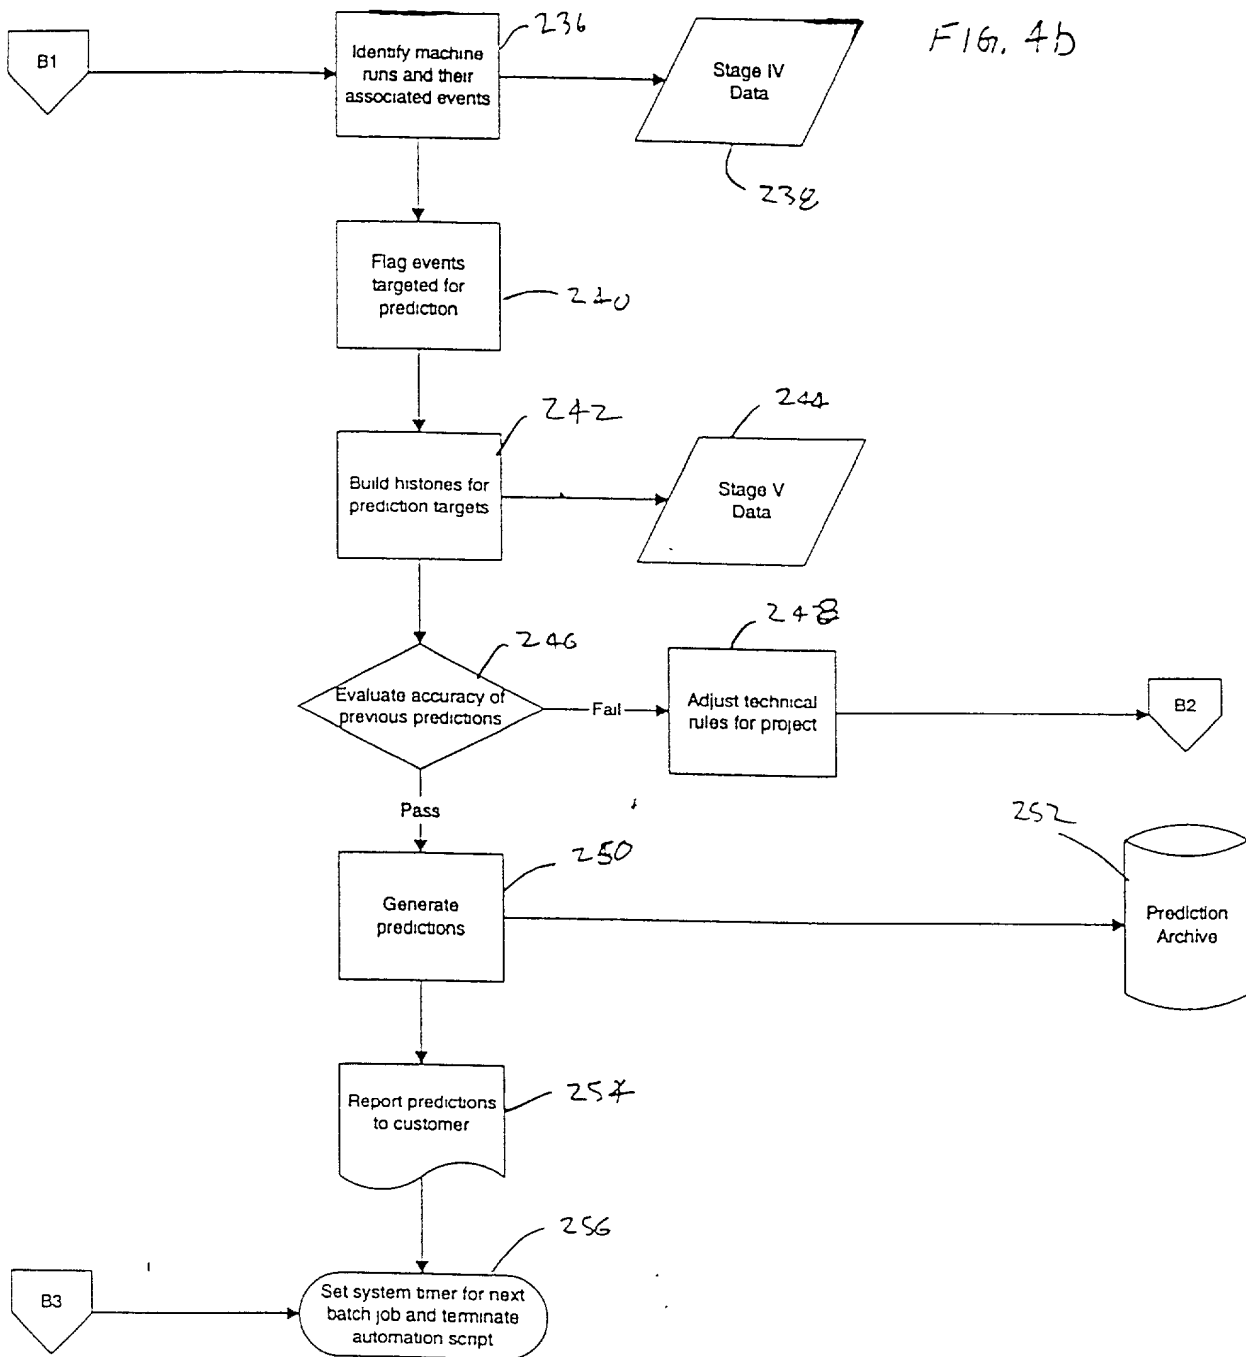 FIG. 4b
B1
Identify machine
runs and their
associated events
236
Stage IV
Data
238
Flag events
targeted for
prediction
240
Build histories for
prediction targets
242
Stage V
Data
244
Evaluate accuracy of
previous predictions
246
Fail
Adjust technical
rules for project
248
B2
Pass
Generate
predictions
250
Prediction
Archive
252
Report predictions
to customer
254
B3
Set system timer for next
batch job and terminate
automation script
256